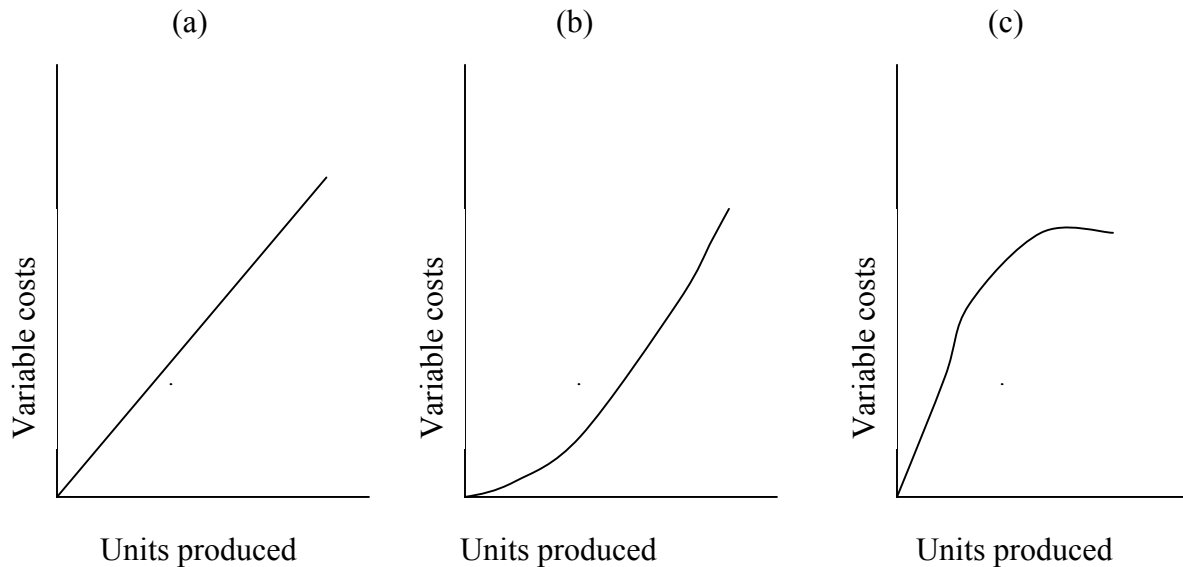 (a)
(b)
(c)
Variable costs
Variable costs
Variable costs
Units produced
Units produced
Units produced